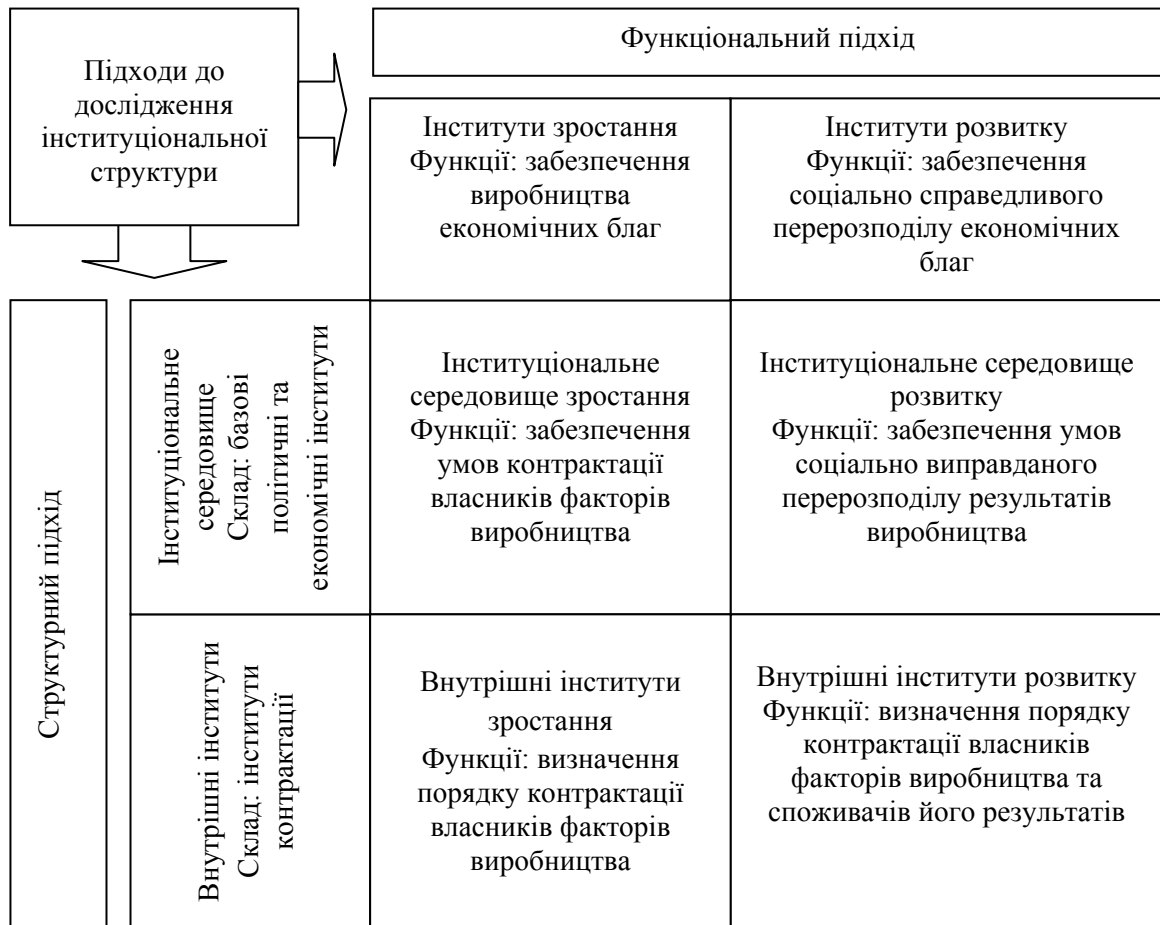 Підходи до
дослідження
інституціональної
структури
Функціональний підхід
Інститути зростання
Функції: забезпечення
виробництва
економічних благ
Інститути розвитку
Функції: забезпечення
соціально справедливого
перерозподілу економічних
благ
Структурний підхід
Інституціональне
середовище
Склад: базові
політичні та
економічні інститути
Інституціональне
середовище зростання
Функції: забезпечення
умов контрактації
власників факторів
виробництва
Інституціональне середовище
розвитку
Функції: забезпечення умов
соціально виправданого
перерозподілу результатів
виробництва
Внутрішні інститути
Склад: інститути
контрактації
Внутрішні інститути
зростання
Функції: визначення
порядку контрактації
власників факторів
виробництва
Внутрішні інститути розвитку
Функції: визначення порядку
контрактації власників
факторів виробництва та
споживачів його результатів